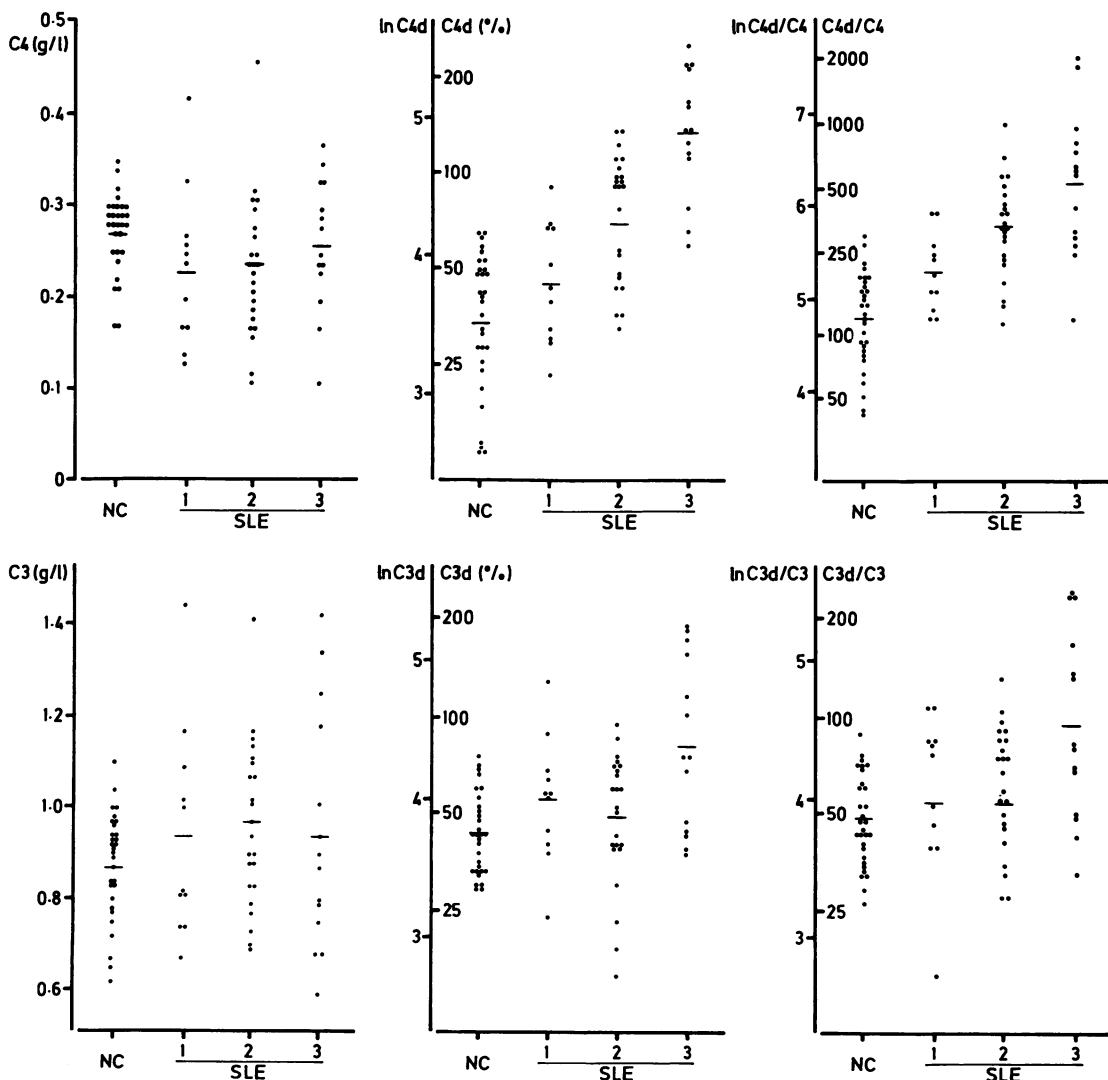 C4 (g/l)
0·5
0·4
0·3
0·2
0·1
0
NC
1 2 3
SLE
ln C4d C4d (°/o)
5
4
3
200
100
50
25
NC
1 2 3
SLE
ln C4d/C4 C4d/C4
7
6
5
4
2000
1000
500
250
100
50
NC
1 2 3
SLE
C3 (g/l)
1·4
1·2
1·0
0·8
0·6
NC
1 2 3
SLE
ln C3d C3d (°/o)
5
4
3
200
100
50
25
NC
1 2 3
SLE
ln C3d/C3 C3d/C3
5
4
3
200
100
50
25
NC
1 2 3
SLE